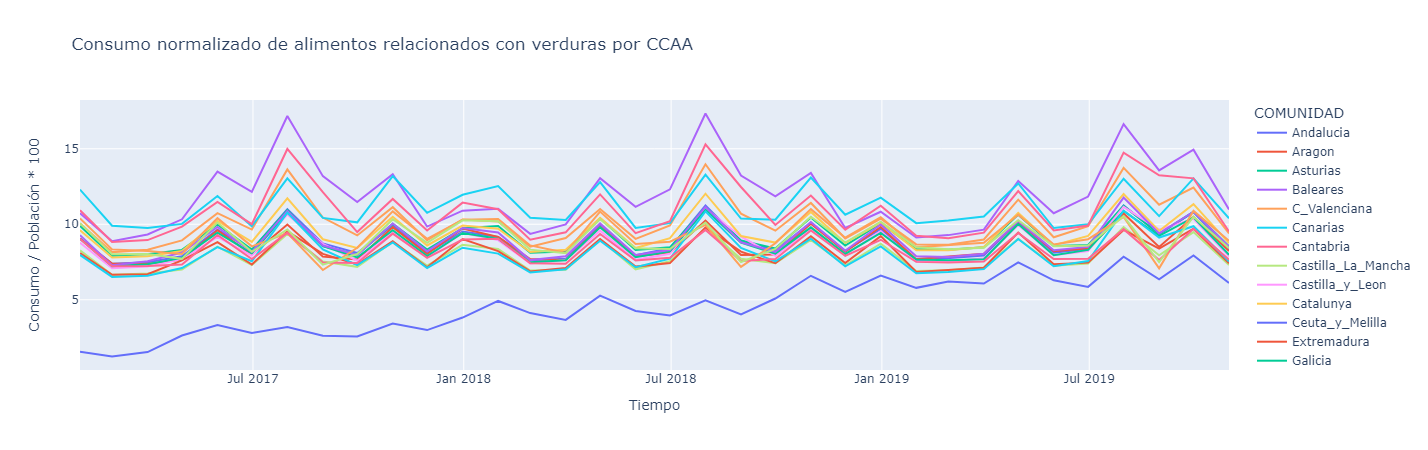 Consumo normalizado de alimentos relacionados con verduras por CCAA
Consumo / Población * 100
15
10
5
Jul 2017
Jan 2018
Jul 2018
Jan 2019
Jul 2019
Tiempo
COMUNIDAD
Andalucia
Aragon
Asturias
Baleares
C_Valenciana
Canarias
Cantabria
Castilla_La_Mancha
Castilla_y_Leon
Catalunya
Ceuta_y_Melilla
Extremadura
Galicia